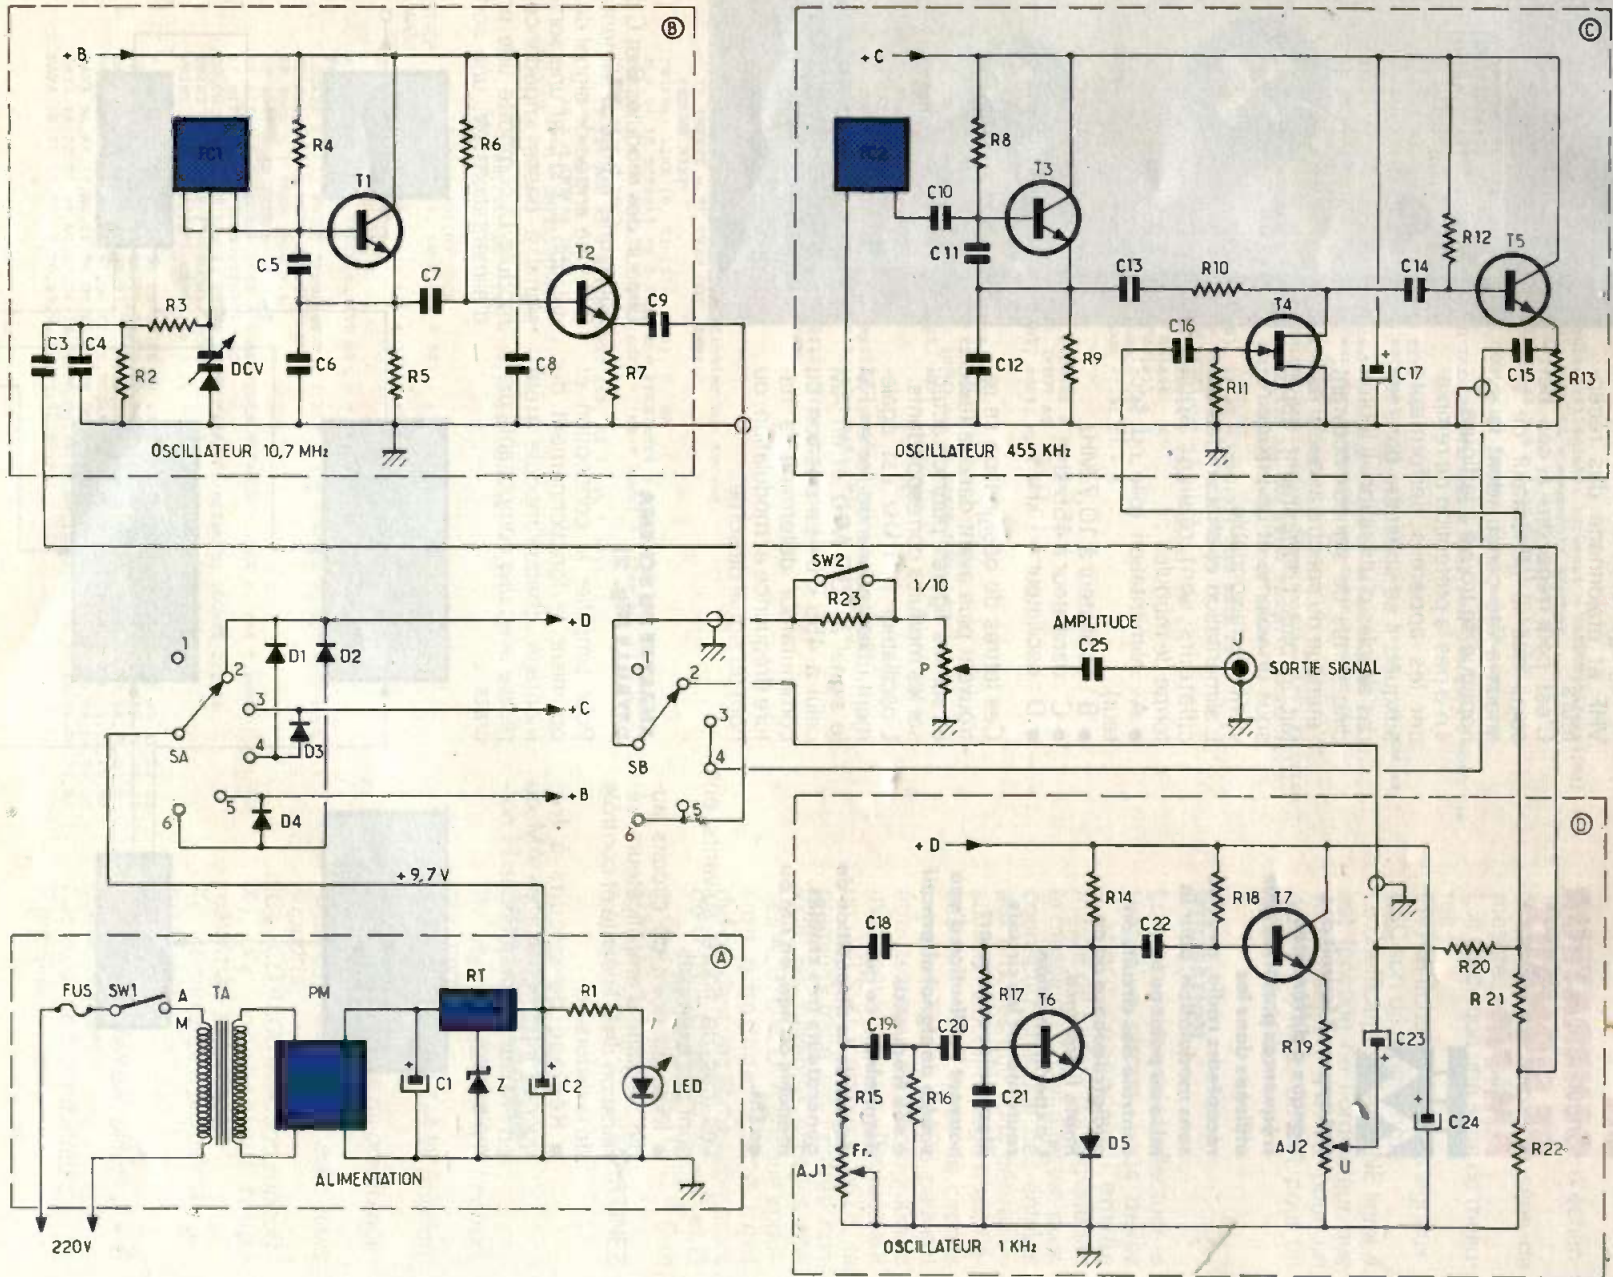 B
+B
FC1
R4
T1
R6
C5
C7
T2
C9
R3
C3
C4
R2
DCV
C6
R5
C8
R7
OSCILLATEUR 10,7 MHz
C
+C
FC2
R8
C10
T3
C11
C13
R10
R12
T5
C14
C16
T4
C12
R9
R11
C17
C15
R13
OSCILLATEUR 455 KHz
SW2
1/10
R23
+D
1
D1
D2
2
3
+C
4
D3
SA
5
+B
6
D4
1
2
3
4
SB
5
6
P
AMPLITUDE
C25
J
SORTIE SIGNAL
+9,7V
A
FUS
SW1
A
M
TA
PM
RT
R1
C1
Z
C2
LED
ALIMENTATION
220V
D
+D
R14
R18
T7
C18
C22
R17
T6
R20
R21
C19
C20
R19
C23
R15
R16
C21
Fr.
AJ1
D5
AJ2
U
C24
R22
OSCILLATEUR 1 KHz